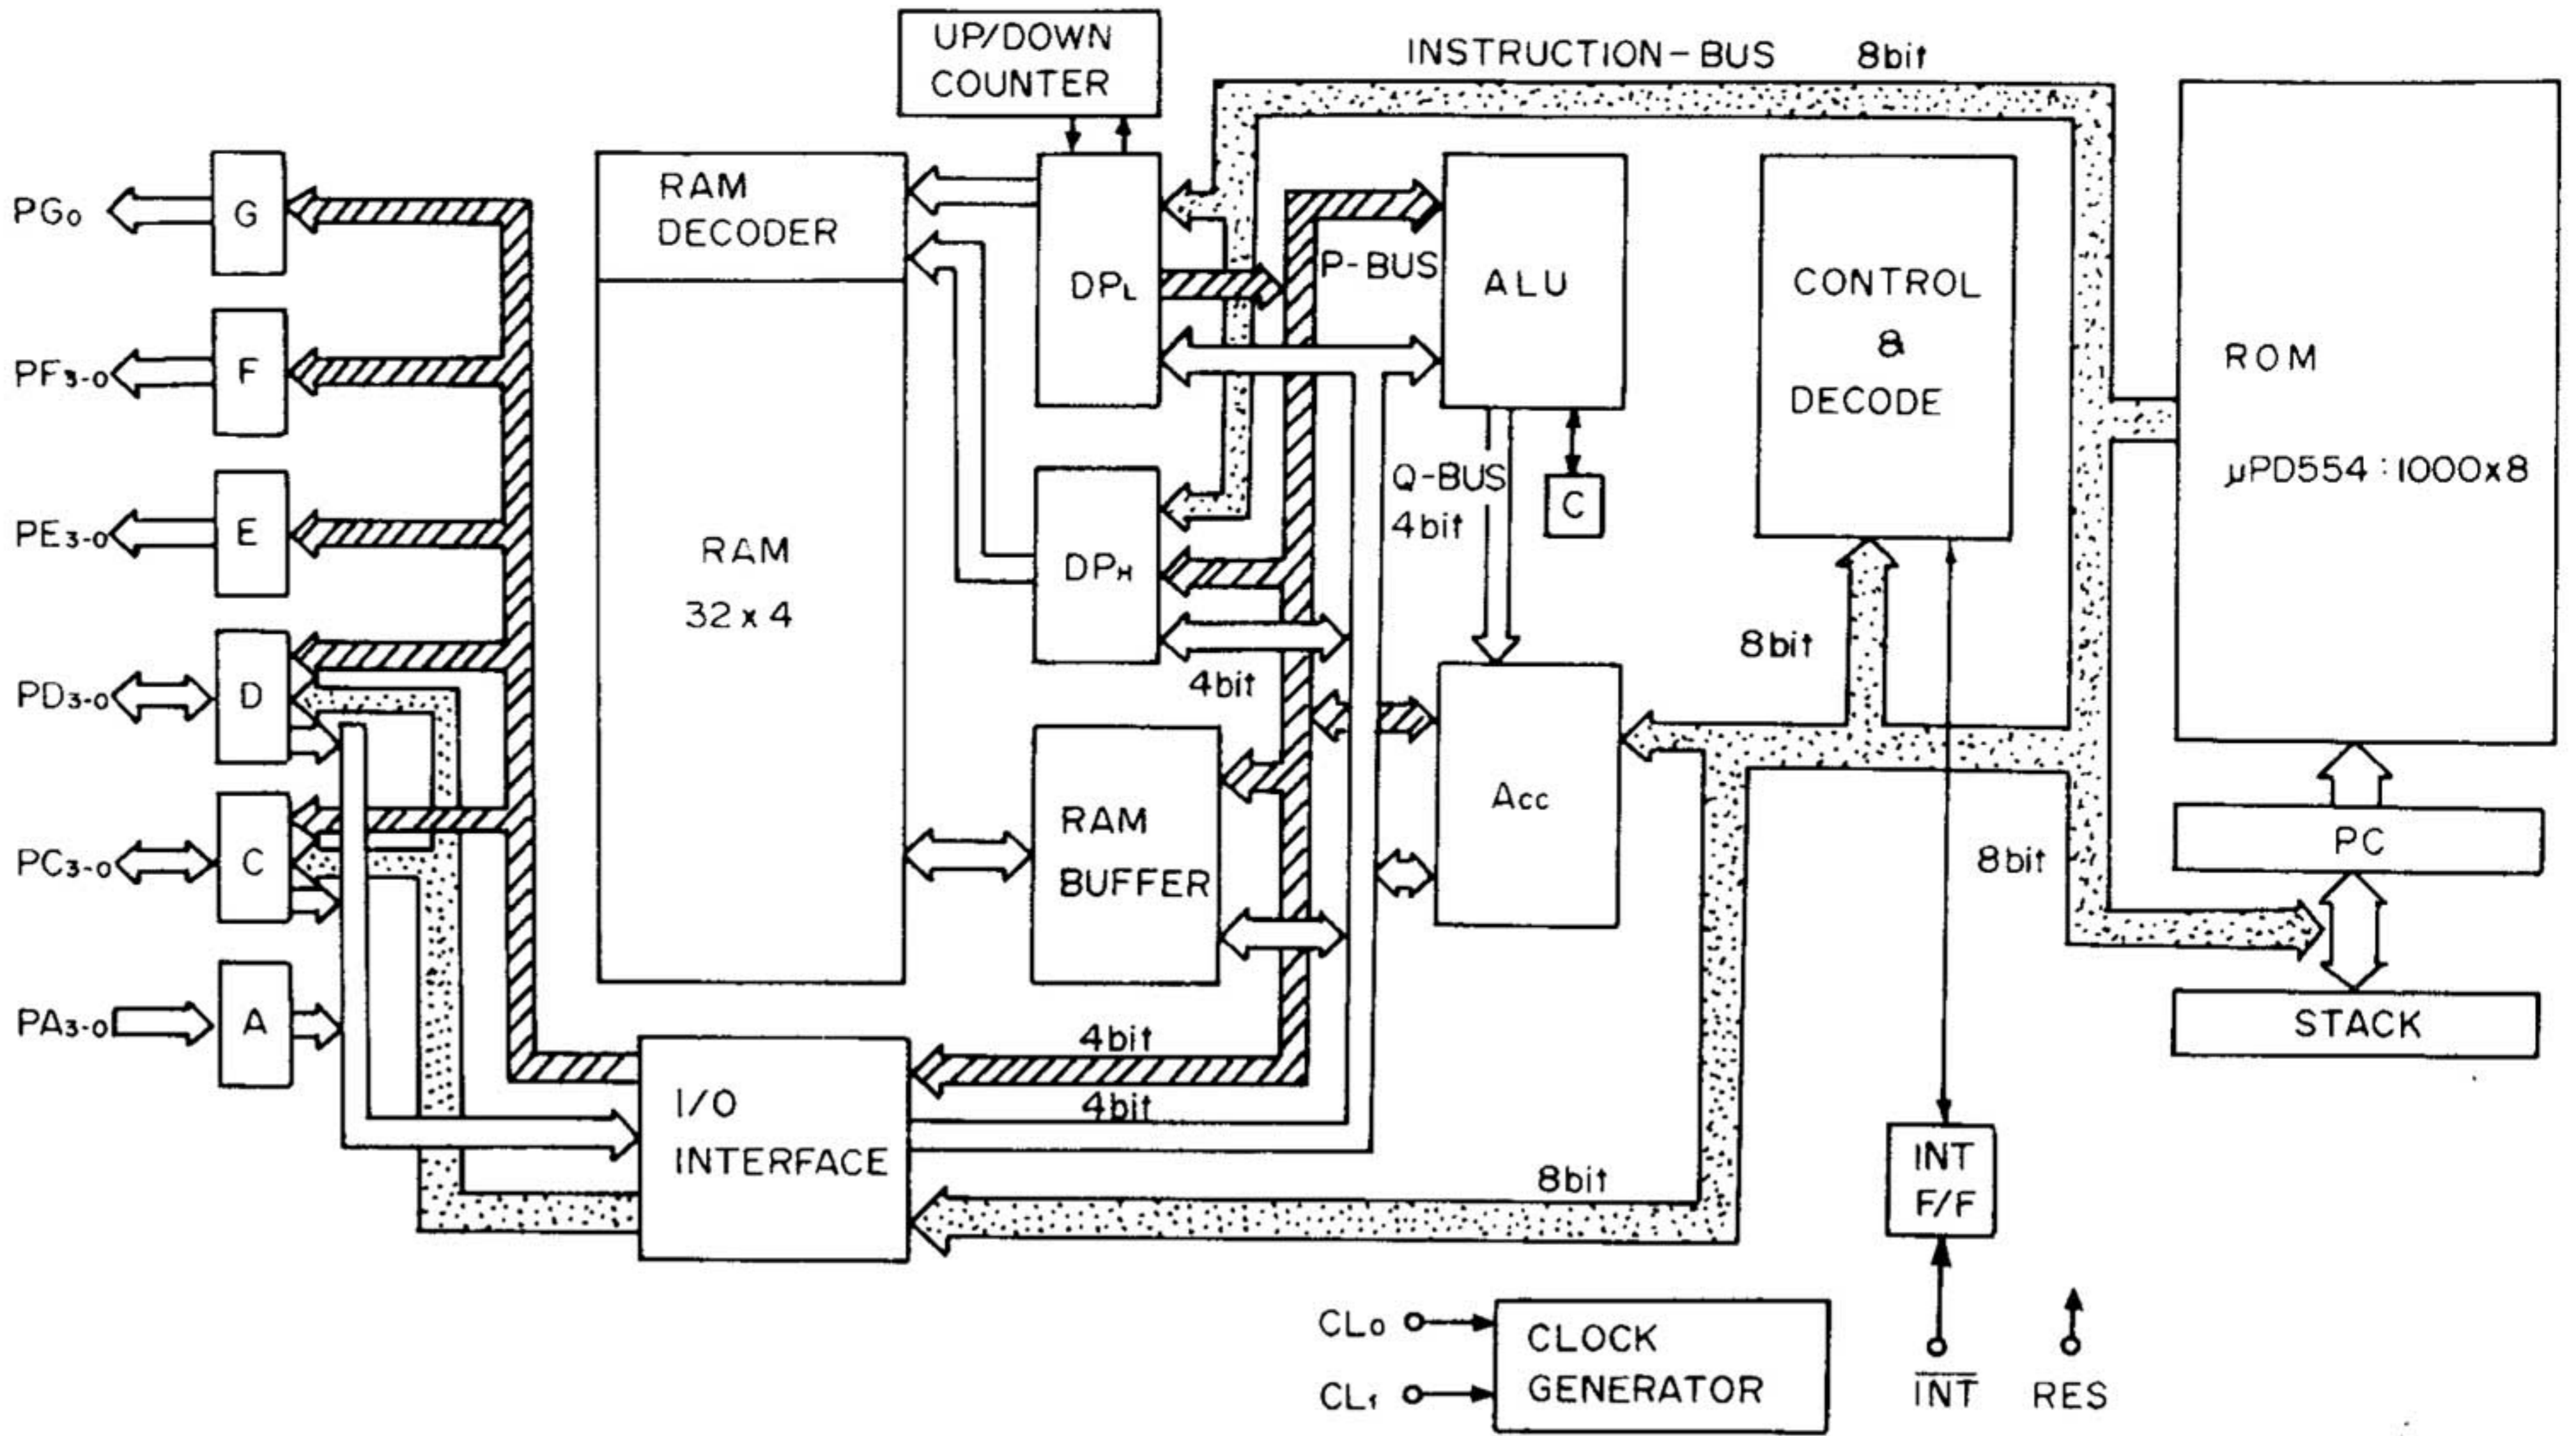 UP/DOWN
COUNTER
INSTRUCTION-BUS 8bit
PG0
G
RAM
DECODER
DPL
P-BUS
ALU
CONTROL
&
DECODE
ROM
μPD554:1000x8
PF3-0
F
Q-BUS
4bit
C
PE3-0
E
RAM
32x4
DPH
4bit
8bit
PD3-0
D
RAM
BUFFER
Acc
PC3-0
C
8bit
PC
PA3-0
A
4bit
STACK
I/O
INTERFACE
4bit
8bit
INT
F/F
CL0
CL1
CLOCK
GENERATOR
INT
RES